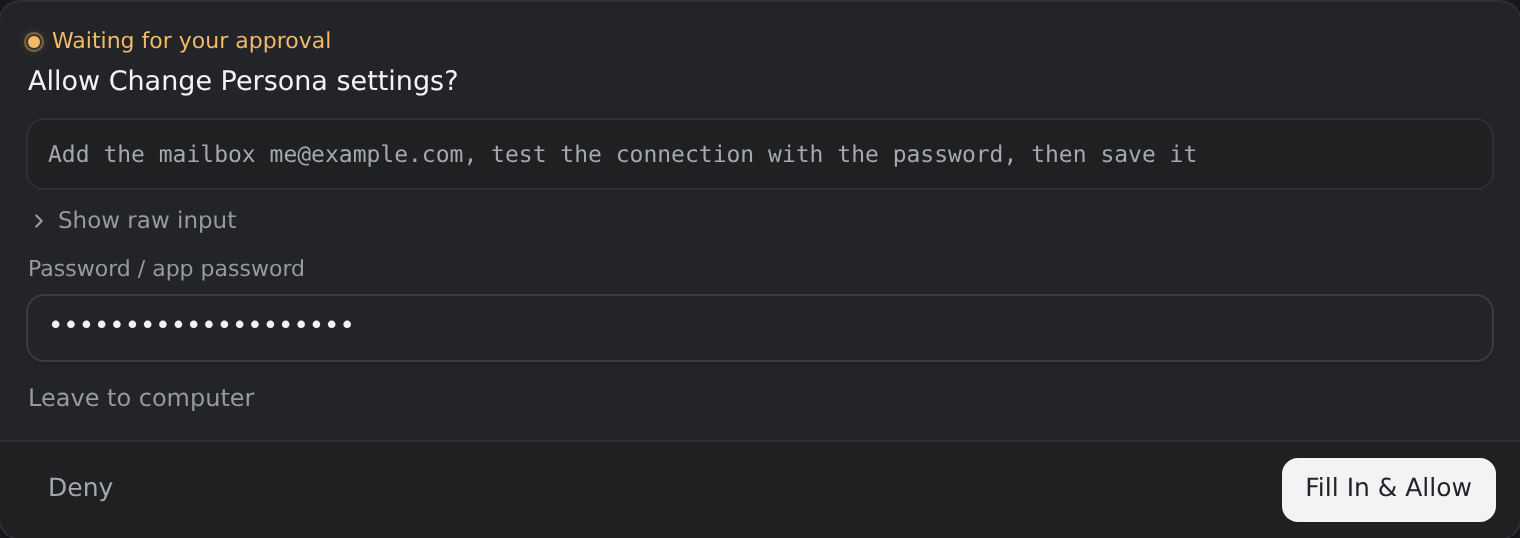 Waiting for your approval
Allow Change Persona settings?
Add the mailbox me@example.com, test the connection with the password, then save it
Show raw input
Password / app password
••••••••••••••••••••
Leave to computer
Deny
Fill In & Allow